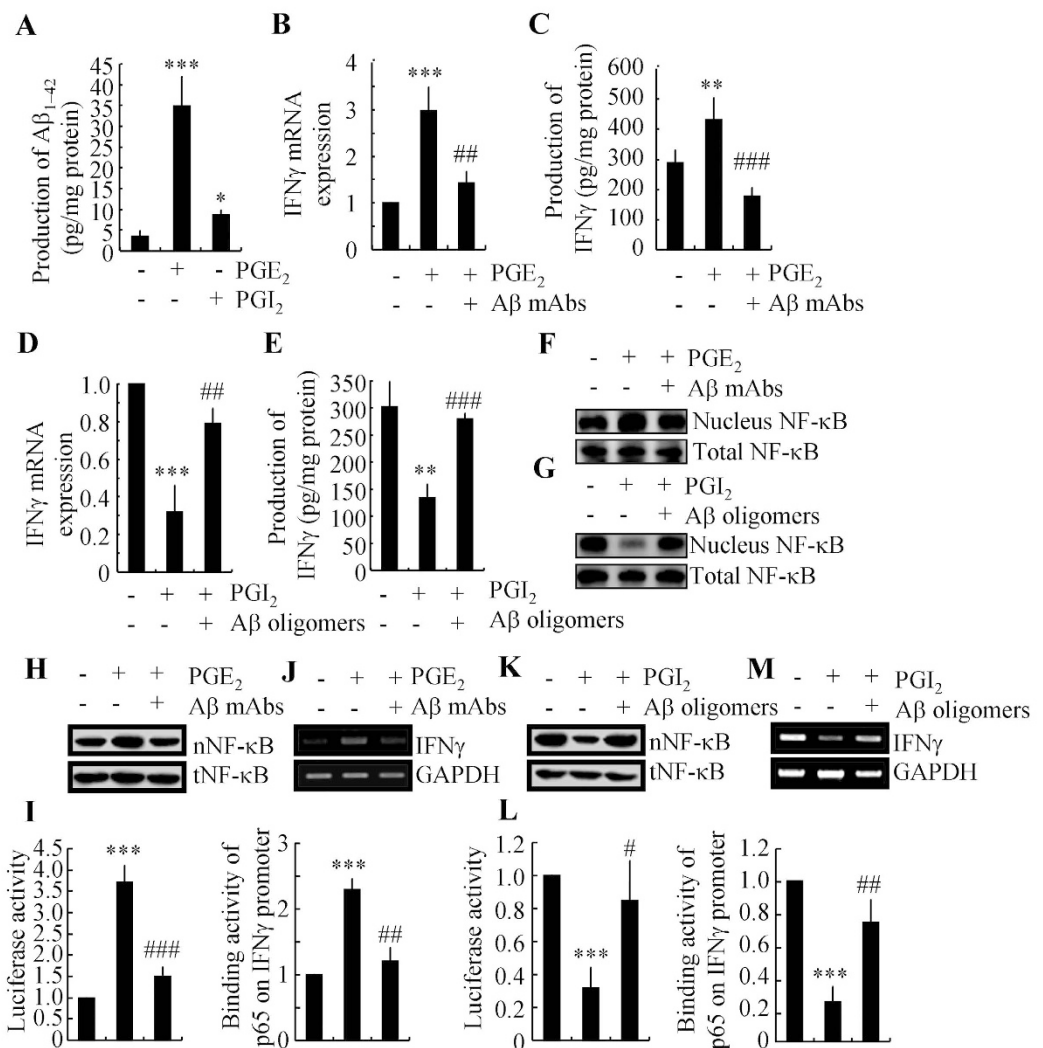 A
Production of Aβ1–42
(pg/mg protein)
45
40
35
30
25
20
15
10
5
***
*
- + - PGE2
- - + PGI2
B
IFNγ mRNA
expression
4
3
2
1
0
***
##
- + + PGE2
- - + Aβ mAbs
C
Production of
IFNγ (pg/mg protein)
600
500
400
300
200
100
0
**
###
- + + PGE2
- - + Aβ mAbs
D
IFNγ mRNA
expression
1.0
0.8
0.6
0.4
0.2
0
***
##
- + + PGI2
- - + Aβ oligomers
E
Production of
IFNγ (pg/mg protein)
350
300
250
200
150
100
50
0
**
###
- + + PGI2
- - + Aβ oligomers
F
- + + PGE2
- - + Aβ mAbs
Nucleus NF-κB
Total NF-κB
G
- + + PGI2
- - + Aβ oligomers
Nucleus NF-κB
Total NF-κB
H
- + + PGE2
- - + Aβ mAbs
nNF-κB
tNF-κB
J
- + + PGE2
- - + Aβ mAbs
IFNγ
GAPDH
K
- + + PGI2
- - + Aβ oligomers
nNF-κB
tNF-κB
M
- + + PGI2
- - + Aβ oligomers
IFNγ
GAPDH
I
Luciferase activity
4.5
4.0
3.5
3.0
2.5
2.0
1.5
1.0
0.5
***
###
Binding activity of
p65 on IFNγ promoter
3
2
1
0
***
##
L
Luciferase activity
1.2
1.0
0.8
0.6
0.4
0.2
0
***
#
Binding activity of
p65 on IFNγ promoter
1.2
1.0
0.8
0.6
0.4
0.2
0
***
##